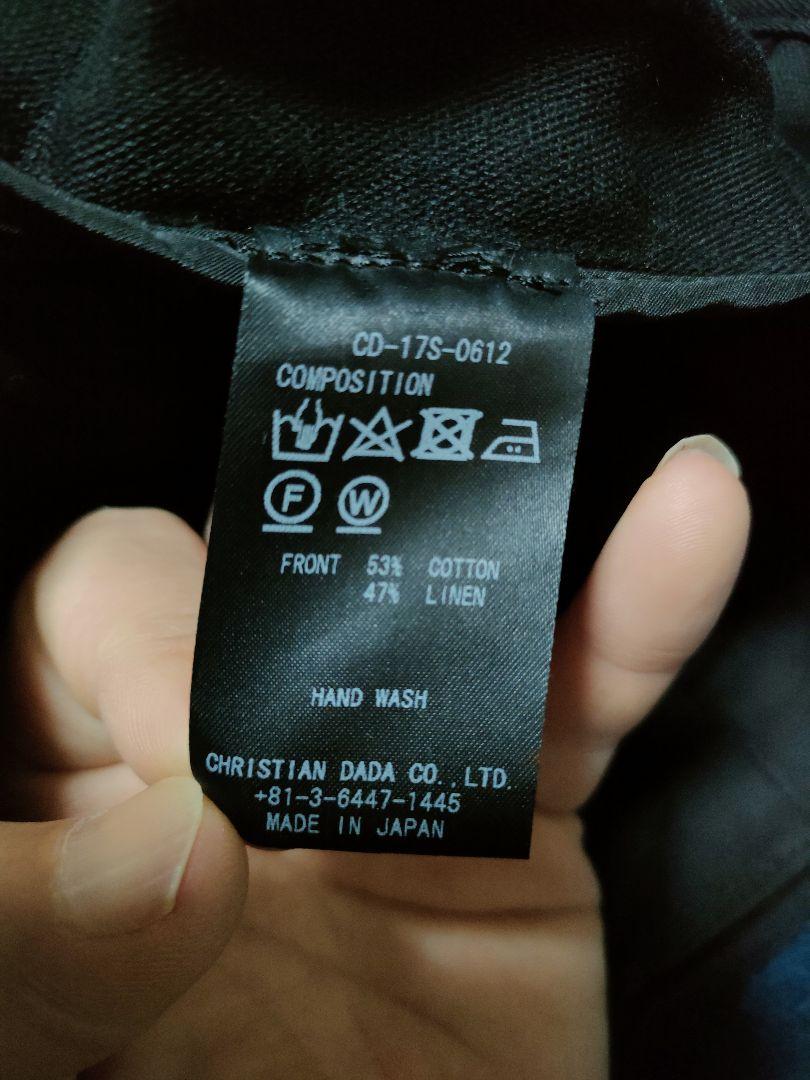 CD-17S-0612
COMPOSITION
F W
FRONT 53% COTTON
47% LINEN
HAND WASH
CHRISTIAN DADA CO.,LTD.
+81-3-6447-1445
MADE IN JAPAN